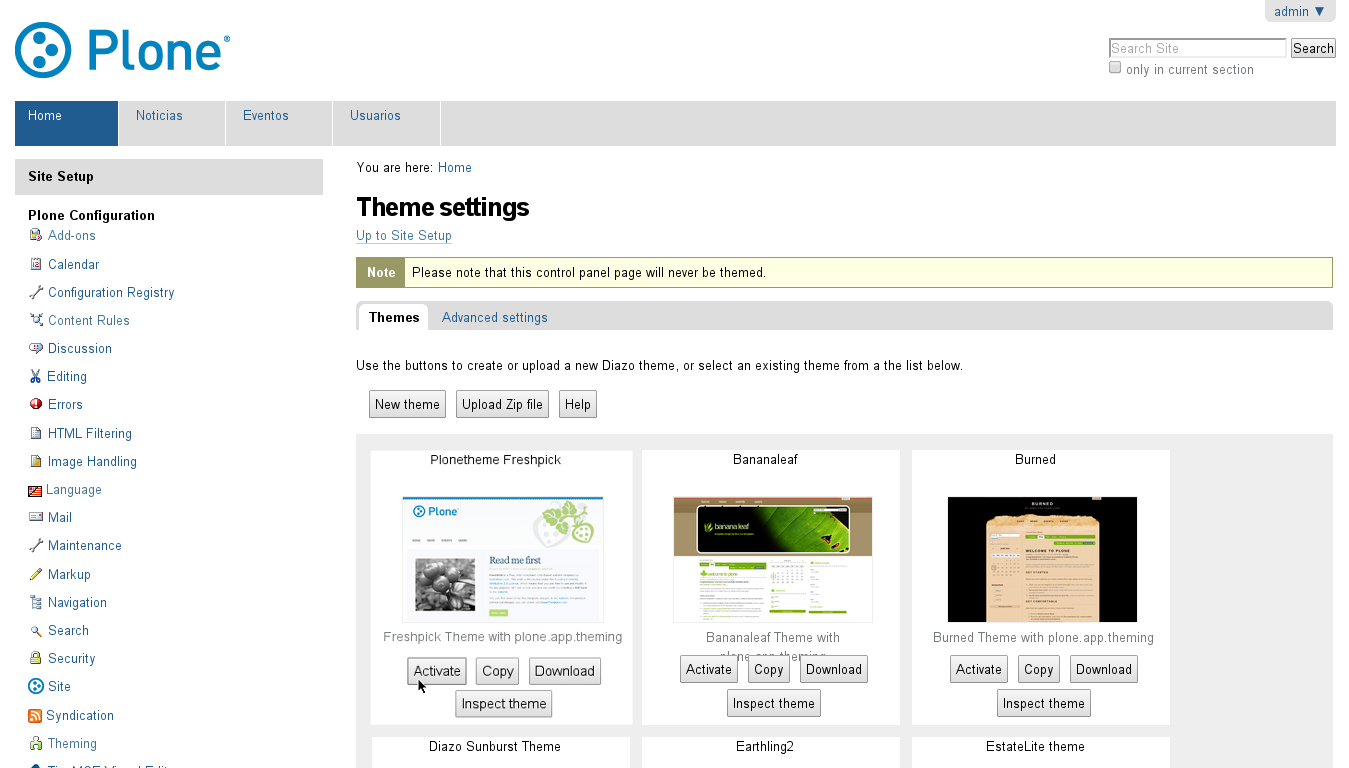 admin ▼
Plone®
Search Site
Search
only in current section
Home
Noticias
Eventos
Usuarios
Site Setup
Plone Configuration
Add-ons
Calendar
Configuration Registry
Content Rules
Discussion
Editing
Errors
HTML Filtering
Image Handling
Language
Mail
Maintenance
Markup
Navigation
Search
Security
Site
Syndication
Theming
You are here: Home
Theme settings
Up to Site Setup
Note Please note that this control panel page will never be themed.
Themes
Advanced settings
Use the buttons to create or upload a new Diazo theme, or select an existing theme from a the list below.
New theme
Upload Zip file
Help
Plonetheme Freshpick
Plone
Read me first
Freshpick Theme with plone.app.theming
Activate
Copy
Download
Inspect theme
Bananaleaf
banana leaf
welcome to plone
Bananaleaf Theme with
plone.app.theming
Activate
Copy
Download
Inspect theme
Burned
BURNED
WELCOME TO PLONE
GET STARTED
GET COMFORTABLE
Burned Theme with plone.app.theming
Activate
Copy
Download
Inspect theme
Diazo Sunburst Theme
Earthling2
EstateLite theme